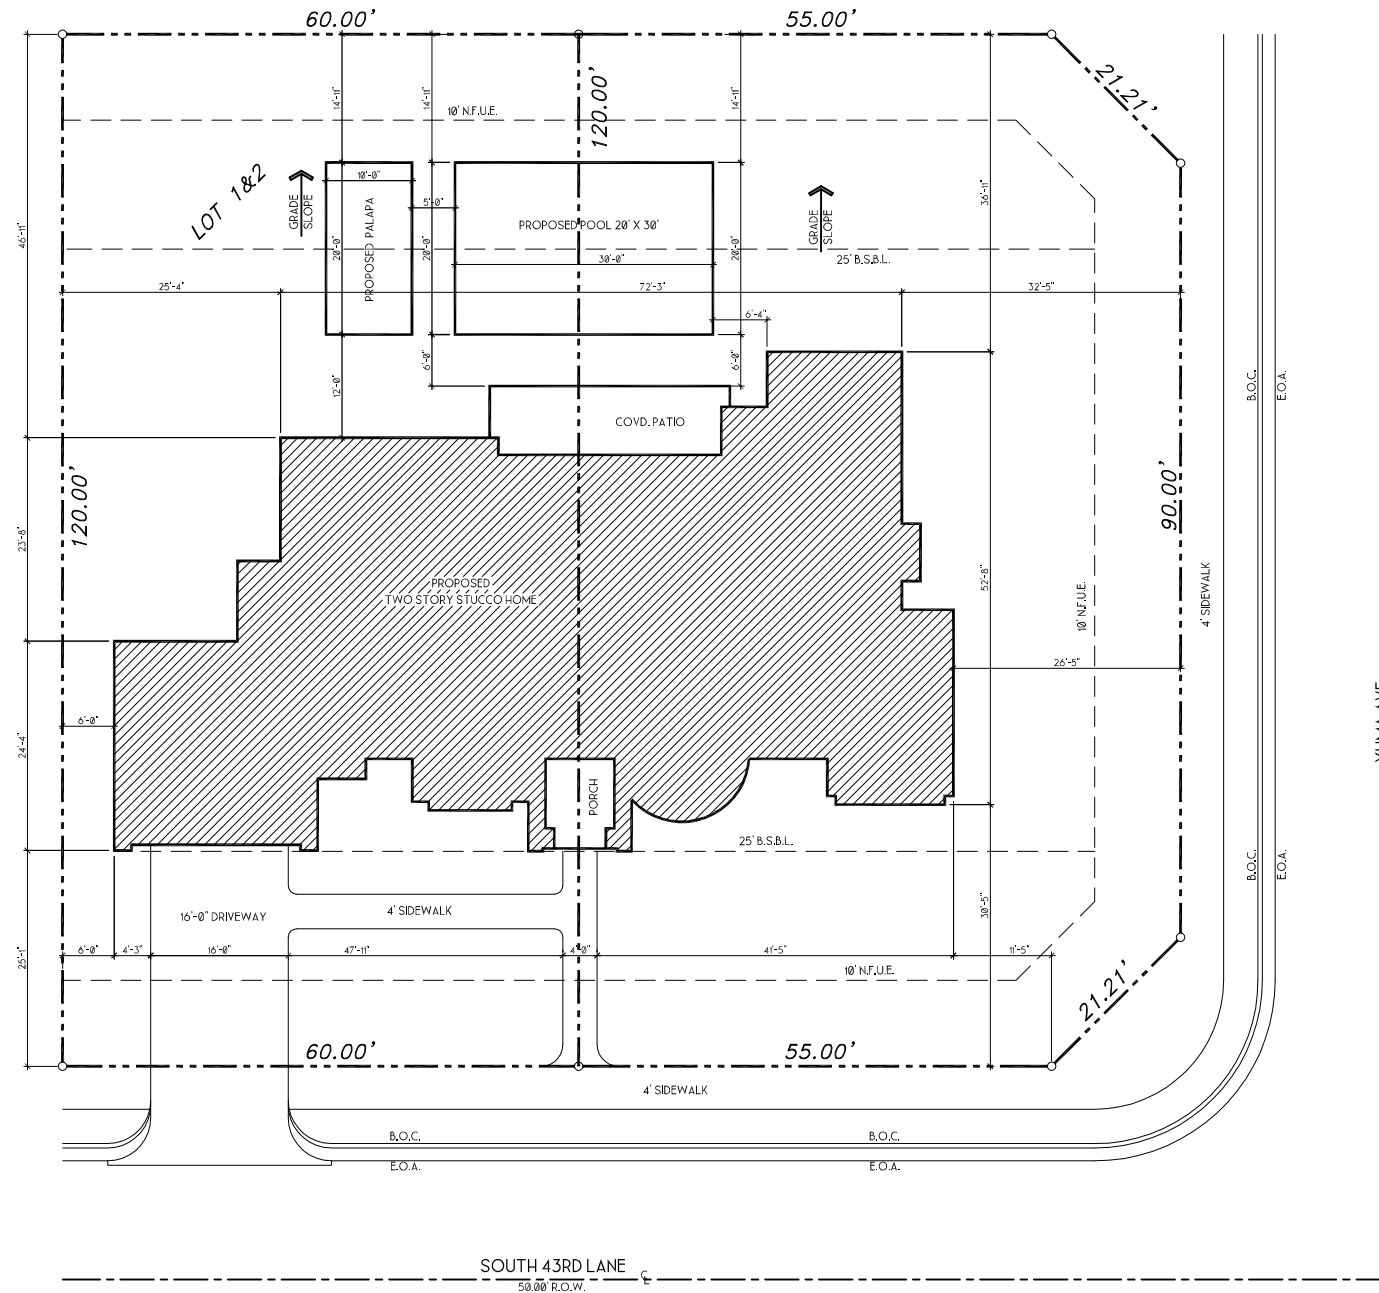 60.00'
55.00'
21.21'
14'-11"
14'-11"
14'-11"
120.00'
10' N.F.U.E.
LOT 1&2
GRADE
SLOPE
10'-0"
5'-0"
PROPOSED PALAPA
20'-0"
20'-0"
PROPOSED POOL 20' X 30'
30'-0"
20'-0"
GRADE
SLOPE
36'-11"
46'-11"
25' B.S.B.L.
25'-4"
72'-3"
32'-5"
6'-4"
12'-0"
6'-0"
6'-0"
COVD. PATIO
B.O.C.
E.O.A.
120.00'
90.00'
23'-8"
PROPOSED
TWO STORY STUCCO HOME
52'-8"
10' N.F.U.E.
4' SIDEWALK
26'-5"
6'-0"
24'-4"
PORCH
25' B.S.B.L.
B.O.C.
E.O.A.
16'-0" DRIVEWAY
4' SIDEWALK
30'-5"
25'-1"
6'-0"
4'-3"
16'-0"
47'-11"
4'-0"
41'-5"
11'-5"
10' N.F.U.E.
21.21'
60.00'
55.00'
4' SIDEWALK
B.O.C.
B.O.C.
E.O.A.
E.O.A.
SOUTH 43RD LANE
50.00' R.O.W.